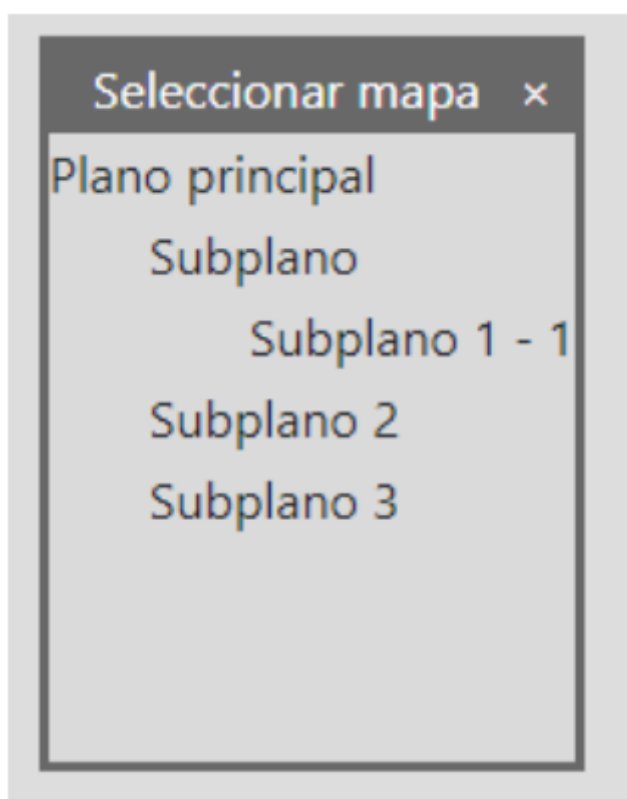 Seleccionar mapa ×
Plano principal
Subplano
Subplano 1 - 1
Subplano 2
Subplano 3